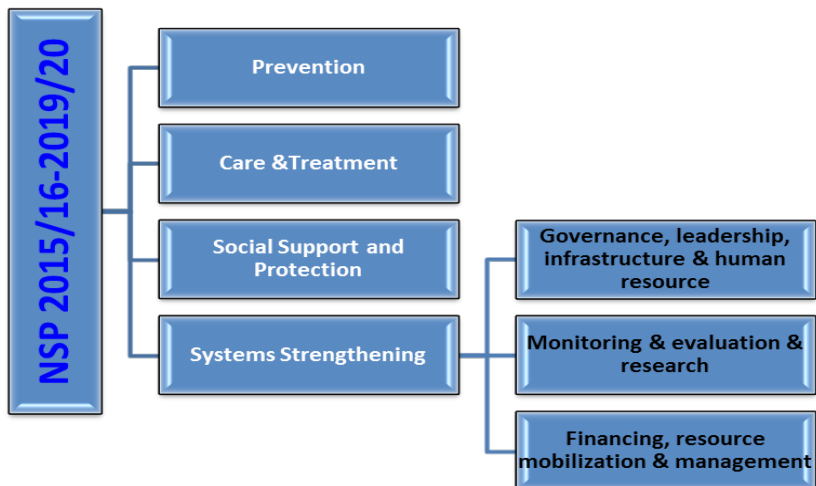 NSP 2015/16-2019/20
Prevention
Care &Treatment
Social Support and
Protection
Systems Strengthening
Governance, leadership,
infrastructure & human
resource
Monitoring & evaluation &
research
Financing, resource
mobilization & management